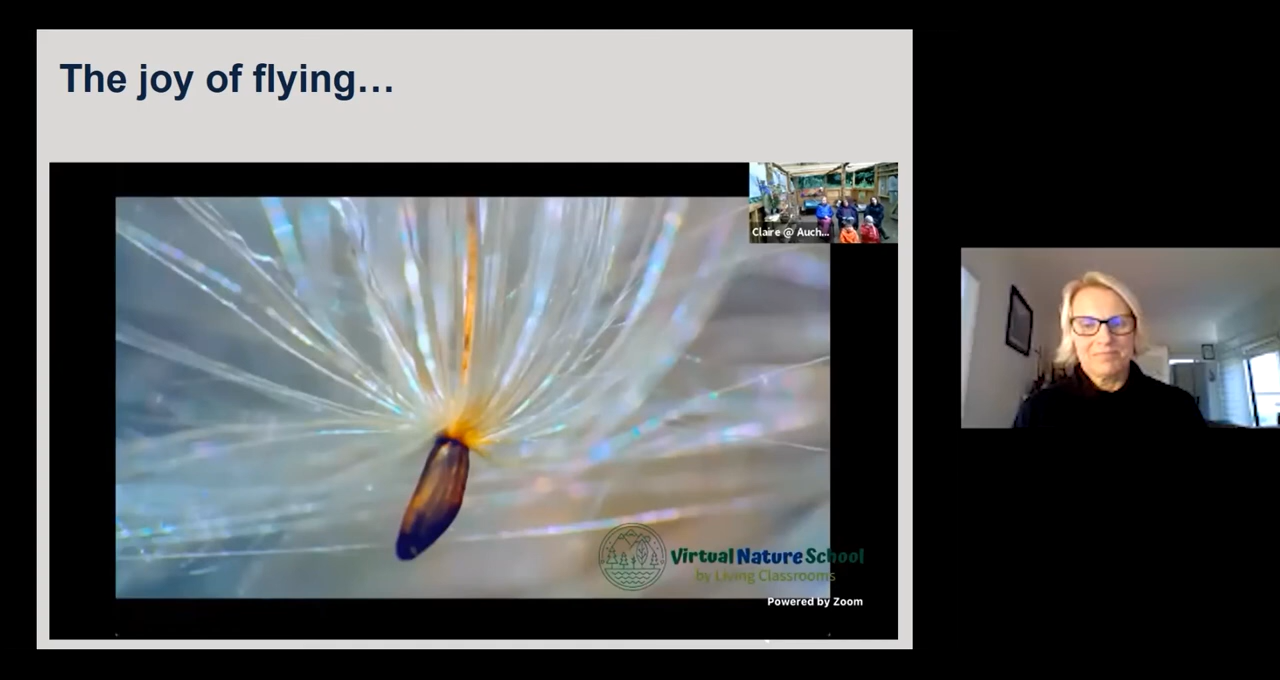 The joy of flying...
Claire @ Auch...
Virtual Nature School
by Living Classrooms
Powered by Zoom